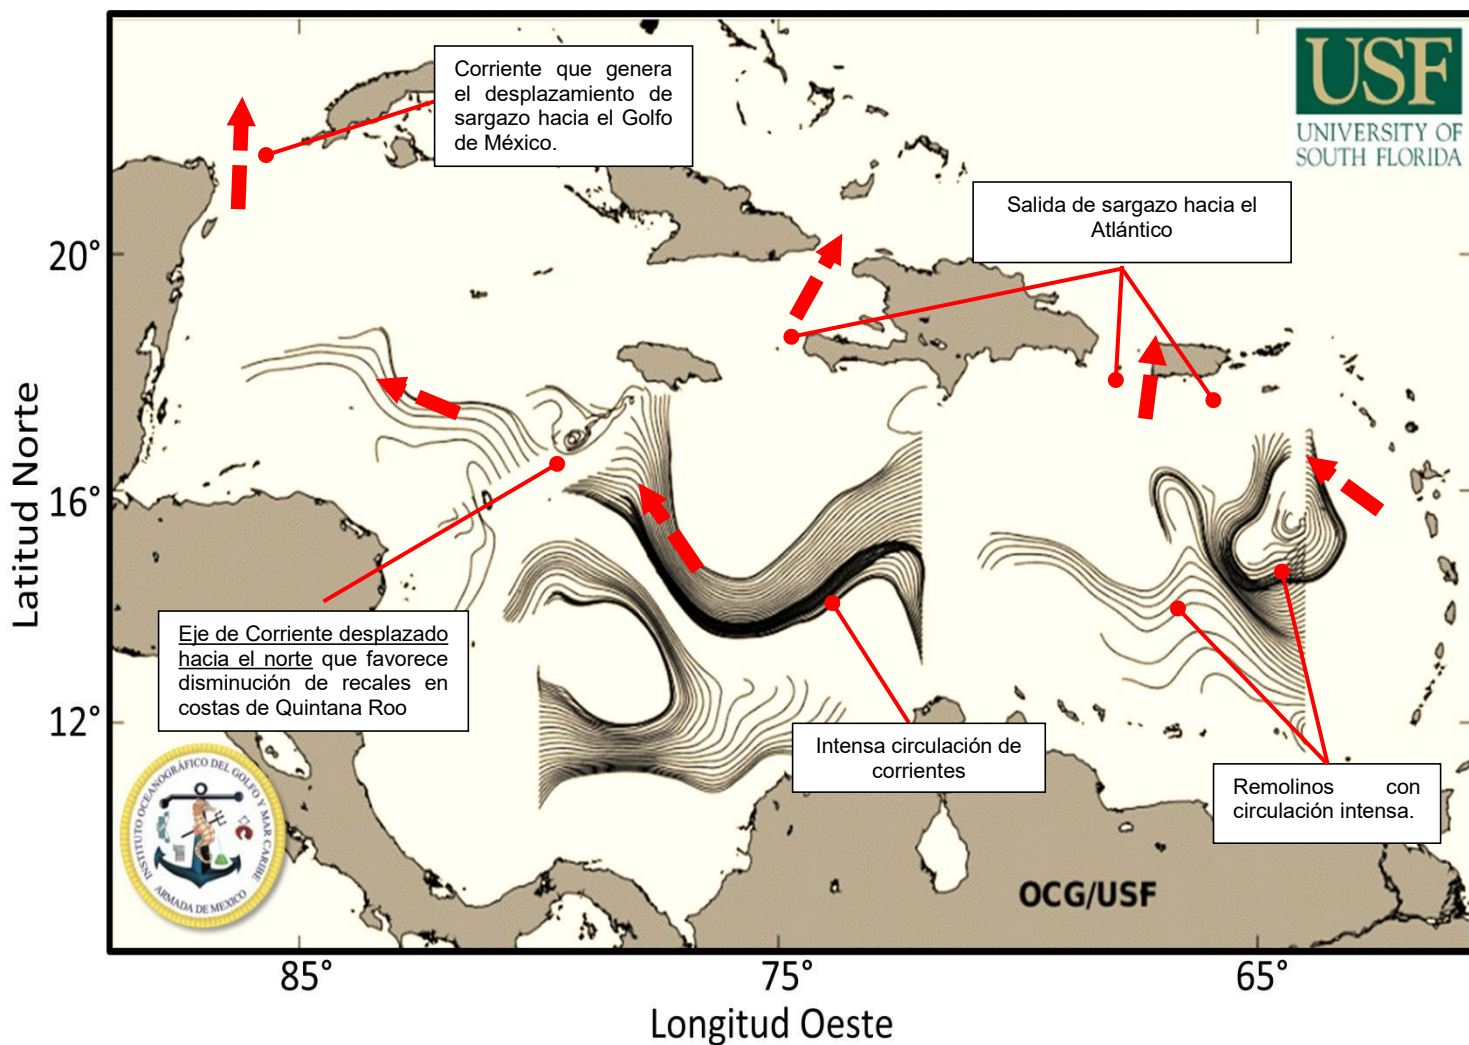 Corriente que genera
el desplazamiento de
sargazo hacia el Golfo
de México.
USF
UNIVERSITY OF
SOUTH FLORIDA
Salida de sargazo hacia el
Atlántico
20°
16°
12°
Latitud Norte
Eje de Corriente desplazado
hacia el norte que favorece
disminución de recales en
costas de Quintana Roo
Intensa circulación de
corrientes
Remolinos con
circulación intensa.
INSTITUTO OCEANOGRÁFICO DEL GOLFO Y MAR CARIBE
ARMADA DE MEXICO
OCG/USF
85°
75°
65°
Longitud Oeste